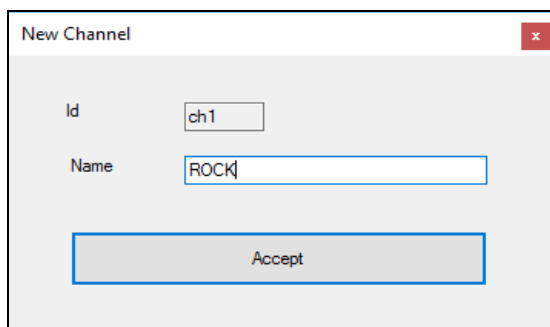 New Channel
x
Id
ch1
Name
ROCK
Accept